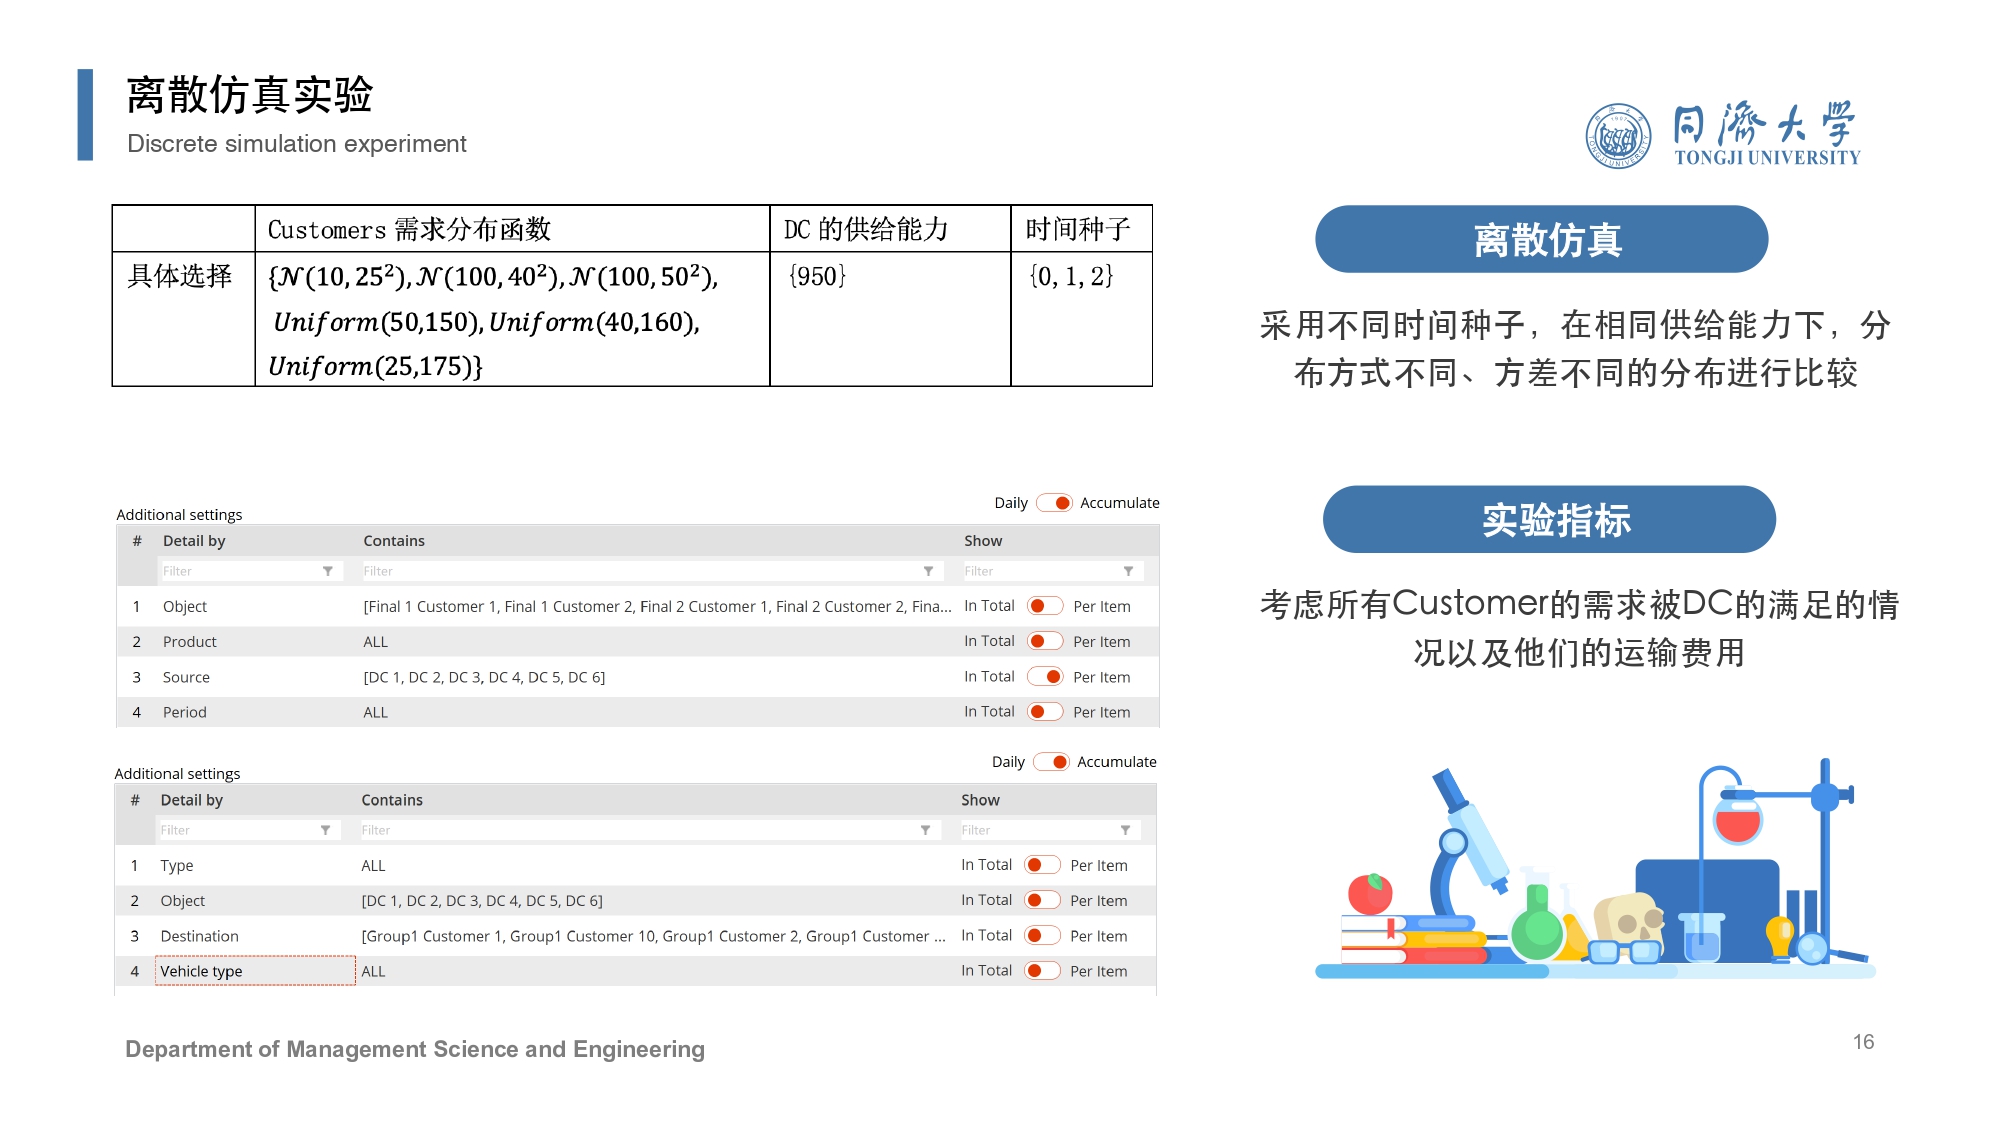 离散仿真实验
Discrete simulation experiment
同濟大学
TONGJI UNIVERSITY
Customers 需求分布函数 DC 的供给能力 时间种子
具体选择 {𝒩(10, 25²), 𝒩(100, 40²), 𝒩(100, 50²), {950} {0, 1, 2}
Uniform(50,150), Uniform(40,160),
Uniform(25,175)}
离散仿真
采用不同时间种子，在相同供给能力下，分
布方式不同、方差不同的分布进行比较
Daily Accumulate
Additional settings
# Detail by Contains Show
Filter Filter Filter
1 Object [Final 1 Customer 1, Final 1 Customer 2, Final 2 Customer 1, Final 2 Customer 2, Fina... In Total Per Item
2 Product ALL In Total Per Item
3 Source [DC 1, DC 2, DC 3, DC 4, DC 5, DC 6] In Total Per Item
4 Period ALL In Total Per Item
Daily Accumulate
Additional settings
# Detail by Contains Show
Filter Filter Filter
1 Type ALL In Total Per Item
2 Object [DC 1, DC 2, DC 3, DC 4, DC 5, DC 6] In Total Per Item
3 Destination [Group1 Customer 1, Group1 Customer 10, Group1 Customer 2, Group1 Customer ... In Total Per Item
4 Vehicle type ALL In Total Per Item
实验指标
考虑所有Customer的需求被DC的满足的情
况以及他们的运输费用
Department of Management Science and Engineering
16